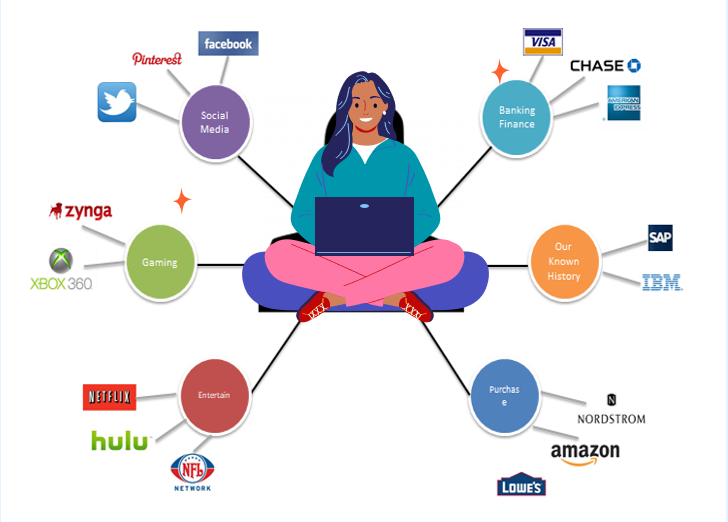 facebook
Pinterest
Social
Media
VISA
CHASE
Banking
Finance
AMERICAN
EXPRESS
zynga
Gaming
XBOX 360
Our
Known
History
SAP
IBM
NETFLIX
Entertain
hulu
NFL
NETWORK
Purchas
e
N
NORDSTROM
amazon
LOWE'S